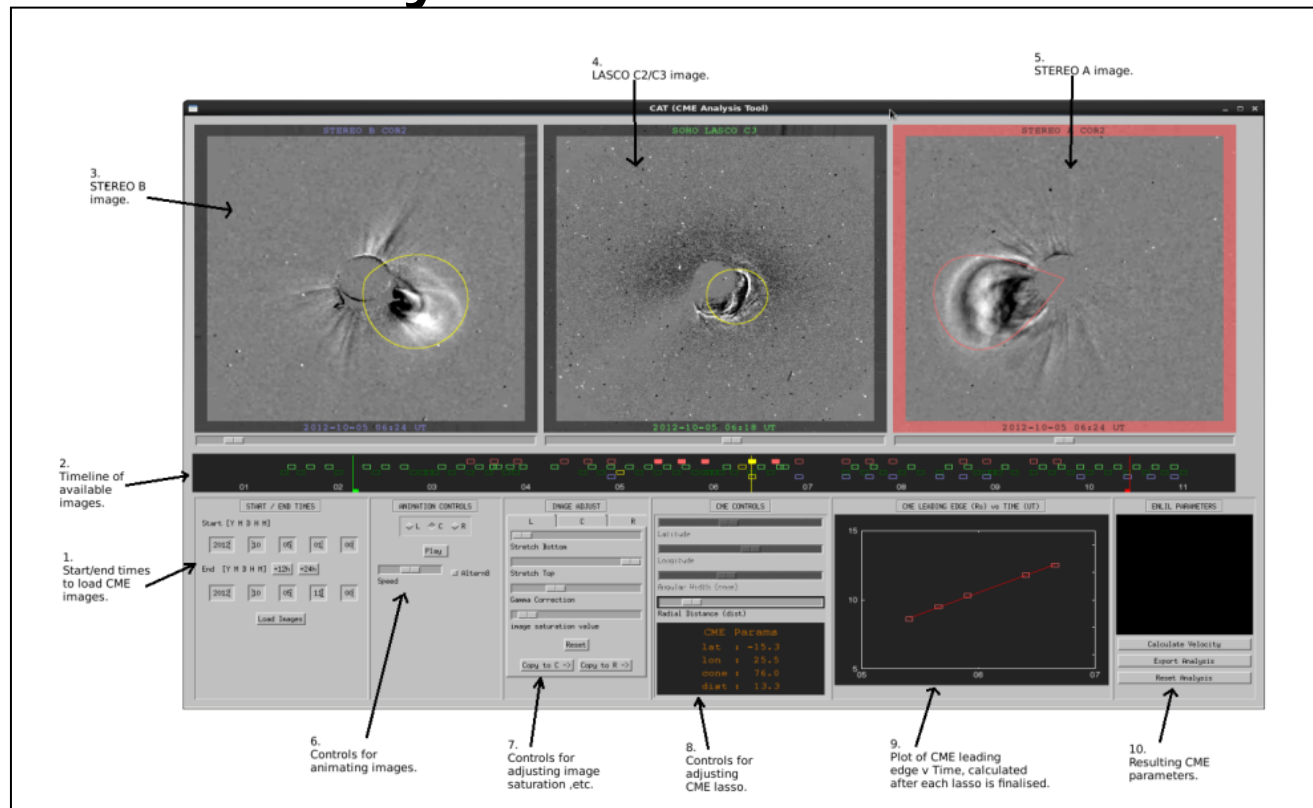 4.
LASCO C2/C3 image.
5.
STEREO A image.
CAT (CME Analysis Tool)
STEREO B COR2
SOHO LASCO C3
STEREO A COR2
3.
STEREO B
image.
2012-10-05 06:24 UT
2012-10-05 06:18 UT
2012-10-05 06:24 UT
2.
Timeline of
available
images.
01 02 03 04 05 06 07 08 09 10 11
1.
Start/end times
to load CME
images.
START / END TIMES
Start [Y M D H M]
2012 10 05 01 00
End [Y M D H M] +12h +24h
2012 10 05 11 00
Load Images
ANIMATION CONTROLS
L C R
Play
Speed
IMAGE ADJUST
L C R
Stretch Bottom
Stretch Top
Gamma Correction
image saturation value
Reset
Copy to C -> Copy to R ->
CME CONTROLS
Latitude
Longitude
Angular Width
Radial Distance (dist)
CME Params
lat : -15.3
lon : 25.5
cone : 76.0
dist : 13.3
CME LEADING EDGE (Rs) vs TIME (UT)
15
10
5
05 06 07
ENLIL PARAMETERS
Calculate Velocity
Export Analysis
Reset Analysis
6.
Controls for
animating images.
7.
Controls for
adjusting image
saturation ,etc.
8.
Controls for
adjusting
CME lasso.
9.
Plot of CME leading
edge v Time, calculated
after each lasso is finalised.
10.
Resulting CME
parameters.